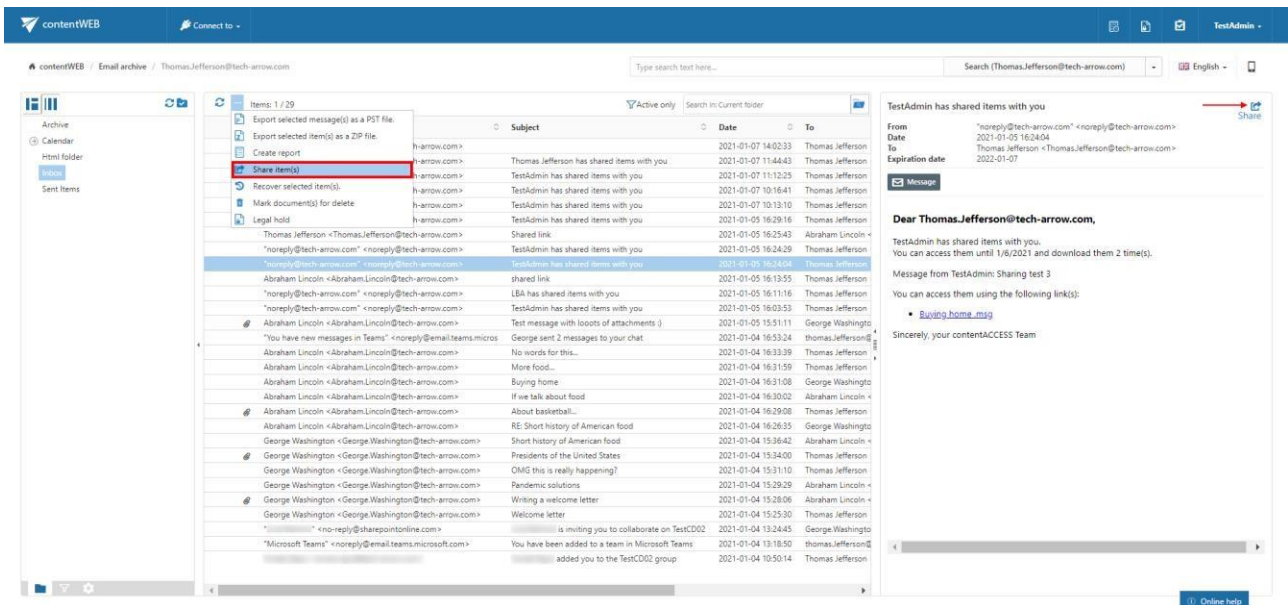 contentWEB
Connect to
TestAdmin
contentWEB / Email archive / Thomas.Jefferson@tech-arrow.com
Type search text here...
Search (Thomas.Jefferson@tech-arrow.com)
English
Archive
Calendar
Html folder
Inbox
Sent Items
Items: 1 / 29
Active only
Search in: Current folder
Export selected message(s) as a PST file.
Export selected item(s) as a ZIP file.
Create report
Share item(s)
Recover selected item(s).
Mark document(s) for delete
Legal hold
Subject Date To
h-arrow.com> 2021-01-07 14:02:33 Thomas Jefferson
h-arrow.com> Thomas Jefferson has shared items with you 2021-01-07 11:44:43 Thomas Jefferson
h-arrow.com> TestAdmin has shared items with you 2021-01-07 11:12:25 Thomas Jefferson
h-arrow.com> TestAdmin has shared items with you 2021-01-07 10:16:41 Thomas Jefferson
h-arrow.com> TestAdmin has shared items with you 2021-01-07 10:13:10 Thomas Jefferson
h-arrow.com> TestAdmin has shared items with you 2021-01-05 16:29:16 Thomas Jefferson
Thomas Jefferson <Thomas.Jefferson@tech-arrow.com> Shared link 2021-01-05 16:25:43 Abraham Lincoln <
"noreply@tech-arrow.com" <noreply@tech-arrow.com> TestAdmin has shared items with you 2021-01-05 16:24:29 Thomas Jefferson
"noreply@tech-arrow.com" <noreply@tech-arrow.com> TestAdmin has shared items with you 2021-01-05 16:24:04 Thomas Jefferson
Abraham Lincoln <Abraham.Lincoln@tech-arrow.com> shared link 2021-01-05 16:13:55 Thomas Jefferson
"noreply@tech-arrow.com" <noreply@tech-arrow.com> LBA has shared items with you 2021-01-05 16:11:16 Thomas Jefferson
"noreply@tech-arrow.com" <noreply@tech-arrow.com> TestAdmin has shared items with you 2021-01-05 16:03:53 Thomas Jefferson
Abraham Lincoln <Abraham.Lincoln@tech-arrow.com> Test message with looots of attachments :) 2021-01-05 15:51:11 George Washingto
"You have new messages in Teams" <noreply@email.teams.micros George sent 2 messages to your chat 2021-01-04 16:53:24 thomas.Jefferson@
Abraham Lincoln <Abraham.Lincoln@tech-arrow.com> No words for this... 2021-01-04 16:33:39 Thomas Jefferson
Abraham Lincoln <Abraham.Lincoln@tech-arrow.com> More food... 2021-01-04 16:31:59 Thomas Jefferson
Abraham Lincoln <Abraham.Lincoln@tech-arrow.com> Buying home 2021-01-04 16:31:08 George Washingto
Abraham Lincoln <Abraham.Lincoln@tech-arrow.com> If we talk about food 2021-01-04 16:30:02 Abraham Lincoln <
Abraham Lincoln <Abraham.Lincoln@tech-arrow.com> About basketball... 2021-01-04 16:29:08 Thomas Jefferson
Abraham Lincoln <Abraham.Lincoln@tech-arrow.com> RE: Short history of American food 2021-01-04 16:26:35 George Washingto
George Washington <George.Washington@tech-arrow.com> Short history of American food 2021-01-04 15:36:42 Abraham Lincoln <
George Washington <George.Washington@tech-arrow.com> Presidents of the United States 2021-01-04 15:34:00 Thomas Jefferson
George Washington <George.Washington@tech-arrow.com> OMG this is really happening? 2021-01-04 15:31:10 Thomas Jefferson
George Washington <George.Washington@tech-arrow.com> Pandemic solutions 2021-01-04 15:29:29 Abraham Lincoln <
George Washington <George.Washington@tech-arrow.com> Writing a welcome letter 2021-01-04 15:28:06 Abraham Lincoln <
George Washington <George.Washington@tech-arrow.com> Welcome letter 2021-01-04 15:25:30 Thomas Jefferson
" " <no-reply@sharepointonline.com> is inviting you to collaborate on TestCD02 2021-01-04 13:24:45 George.Washingto
"Microsoft Teams" <noreply@email.teams.microsoft.com> You have been added to a team in Microsoft Teams 2021-01-04 13:18:50 thomas.Jefferson@
added you to the TestCD02 group 2021-01-04 10:50:14 Thomas Jefferson
TestAdmin has shared items with you
Share
From "noreply@tech-arrow.com" <noreply@tech-arrow.com>
Date 2021-01-05 16:24:04
To Thomas Jefferson <Thomas.Jefferson@tech-arrow.com>
Expiration date 2022-01-07
Message
Dear Thomas.Jefferson@tech-arrow.com,
TestAdmin has shared items with you.
You can access them until 1/6/2021 and download them 2 time(s).
Message from TestAdmin: Sharing test 3
You can access them using the following link(s):
• Buying home .msg
Sincerely, your contentACCESS Team
Online help